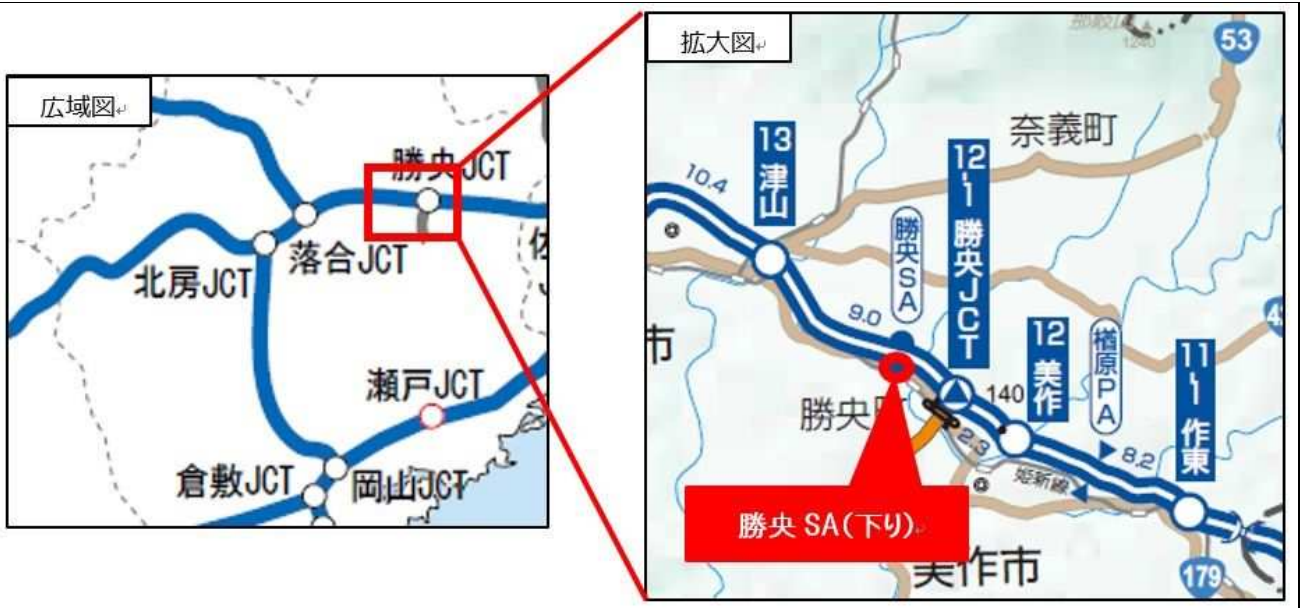 広域図
勝央JCT
落合JCT
北房JCT
瀬戸JCT
倉敷JCT
岡山JCT
拡大図
1240
53
奈義町
13 津山
10.4
勝央SA
12-1 勝央JCT
9.0
12 美作
楢原PA
11-1 作東
市
140
勝央町
2.3
8.2
姫新線
勝央 SA(下り)
美作市
179